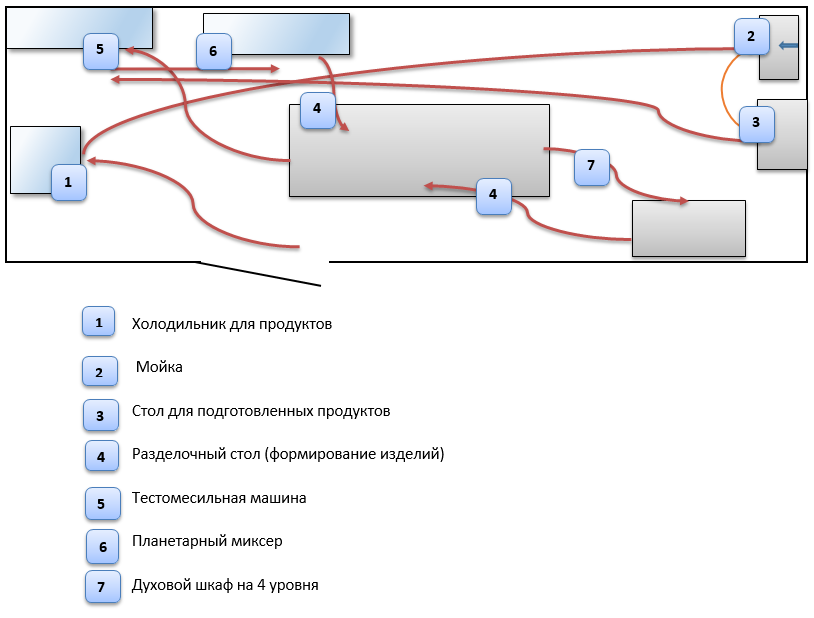 5
6
2
4
3
1
7
4
1 Холодильник для продуктов
2 Мойка
3 Стол для подготовленных продуктов
4 Разделочный стол (формирование изделий)
5 Тестомесильная машина
6 Планетарный миксер
7 Духовой шкаф на 4 уровня